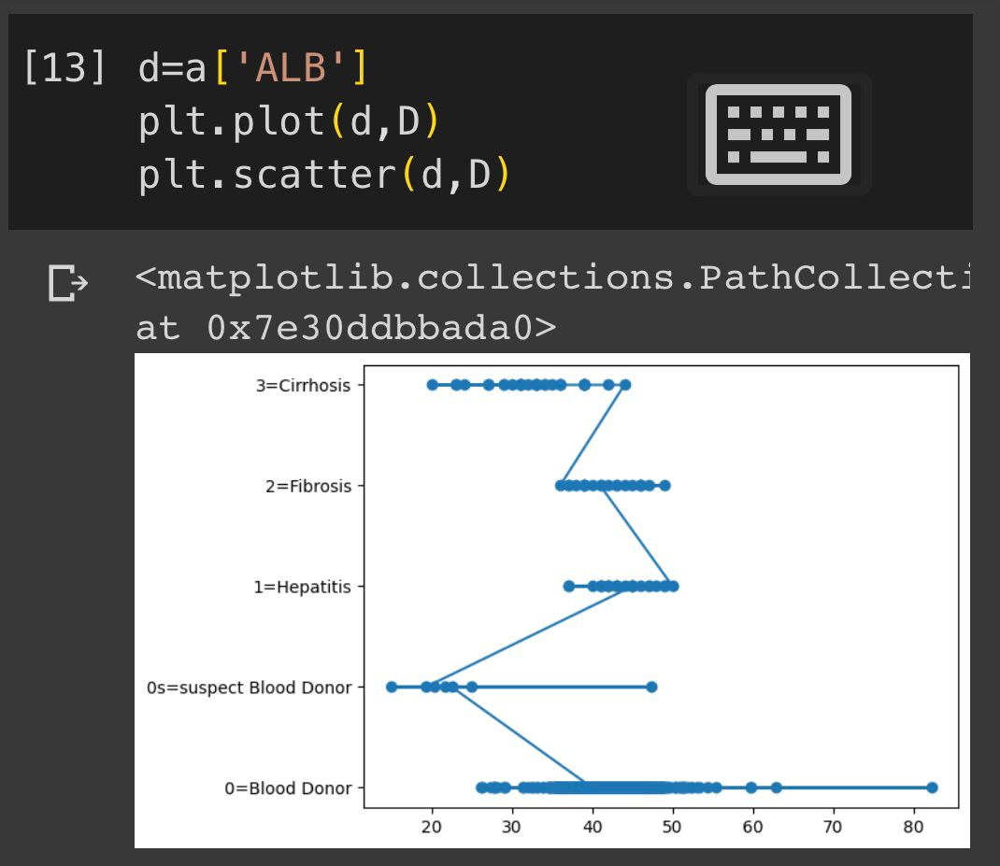 [13] d=a['ALB']
plt.plot(d,D)
plt.scatter(d,D)
<matplotlib.collections.PathCollecti
at 0x7e30ddbbada0>
3=Cirrhosis
2=Fibrosis
1=Hepatitis
0s=suspect Blood Donor
0=Blood Donor
20 30 40 50 60 70 80